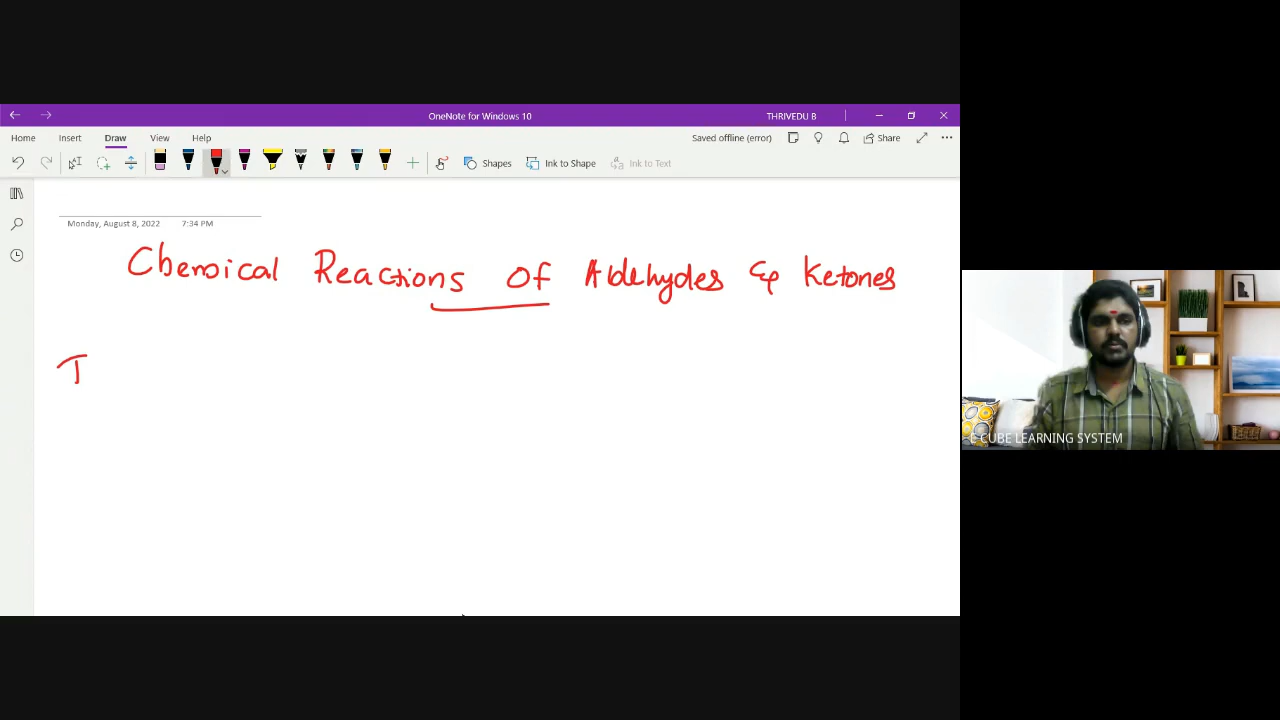 OneNote for Windows 10
THRIVEDU B
Home Insert Draw View Help
Saved offline (error) Share
Shapes Ink to Shape Ink to Text
Monday, August 8, 2022 7:34 PM
Chemical Reactions of Aldehydes & Ketones
I
C CUBE LEARNING SYSTEM